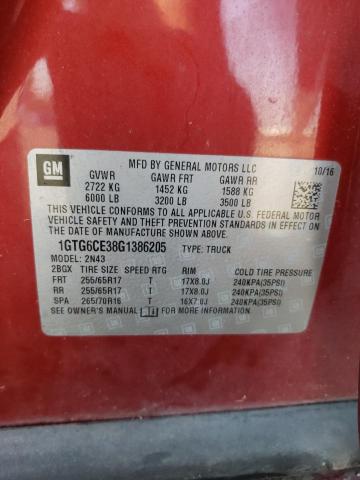 MFD BY GENERAL MOTORS LLC
10/16
GM
GVWR GAWR FRT GAWR RR
2722 KG 1452 KG 1588 KG
6000 LB 3200 LB 3500 LB
THIS VEHICLE CONFORMS TO ALL APPLICABLE U.S. FEDERAL MOTOR
VEHICLE SAFETY AND THEFT PREVENTION STANDARDS IN EFFECT ON
THE DATE OF MANUFACTURE SHOWN ABOVE.
1GTG6CE38G1386205 TYPE: TRUCK
MODEL: 2N43
2BGX TIRE SIZE SPEED RTG RIM COLD TIRE PRESSURE
FRT 255/65R17 T 17X8.0J 240KPA(35PSI)
RR 255/65R17 T 17X8.0J 240KPA(35PSI)
SPA 265/70R16 T 16X7.0J 240KPA(35PSI)
SEE OWNER'S MANUAL FOR MORE INFORMATION.